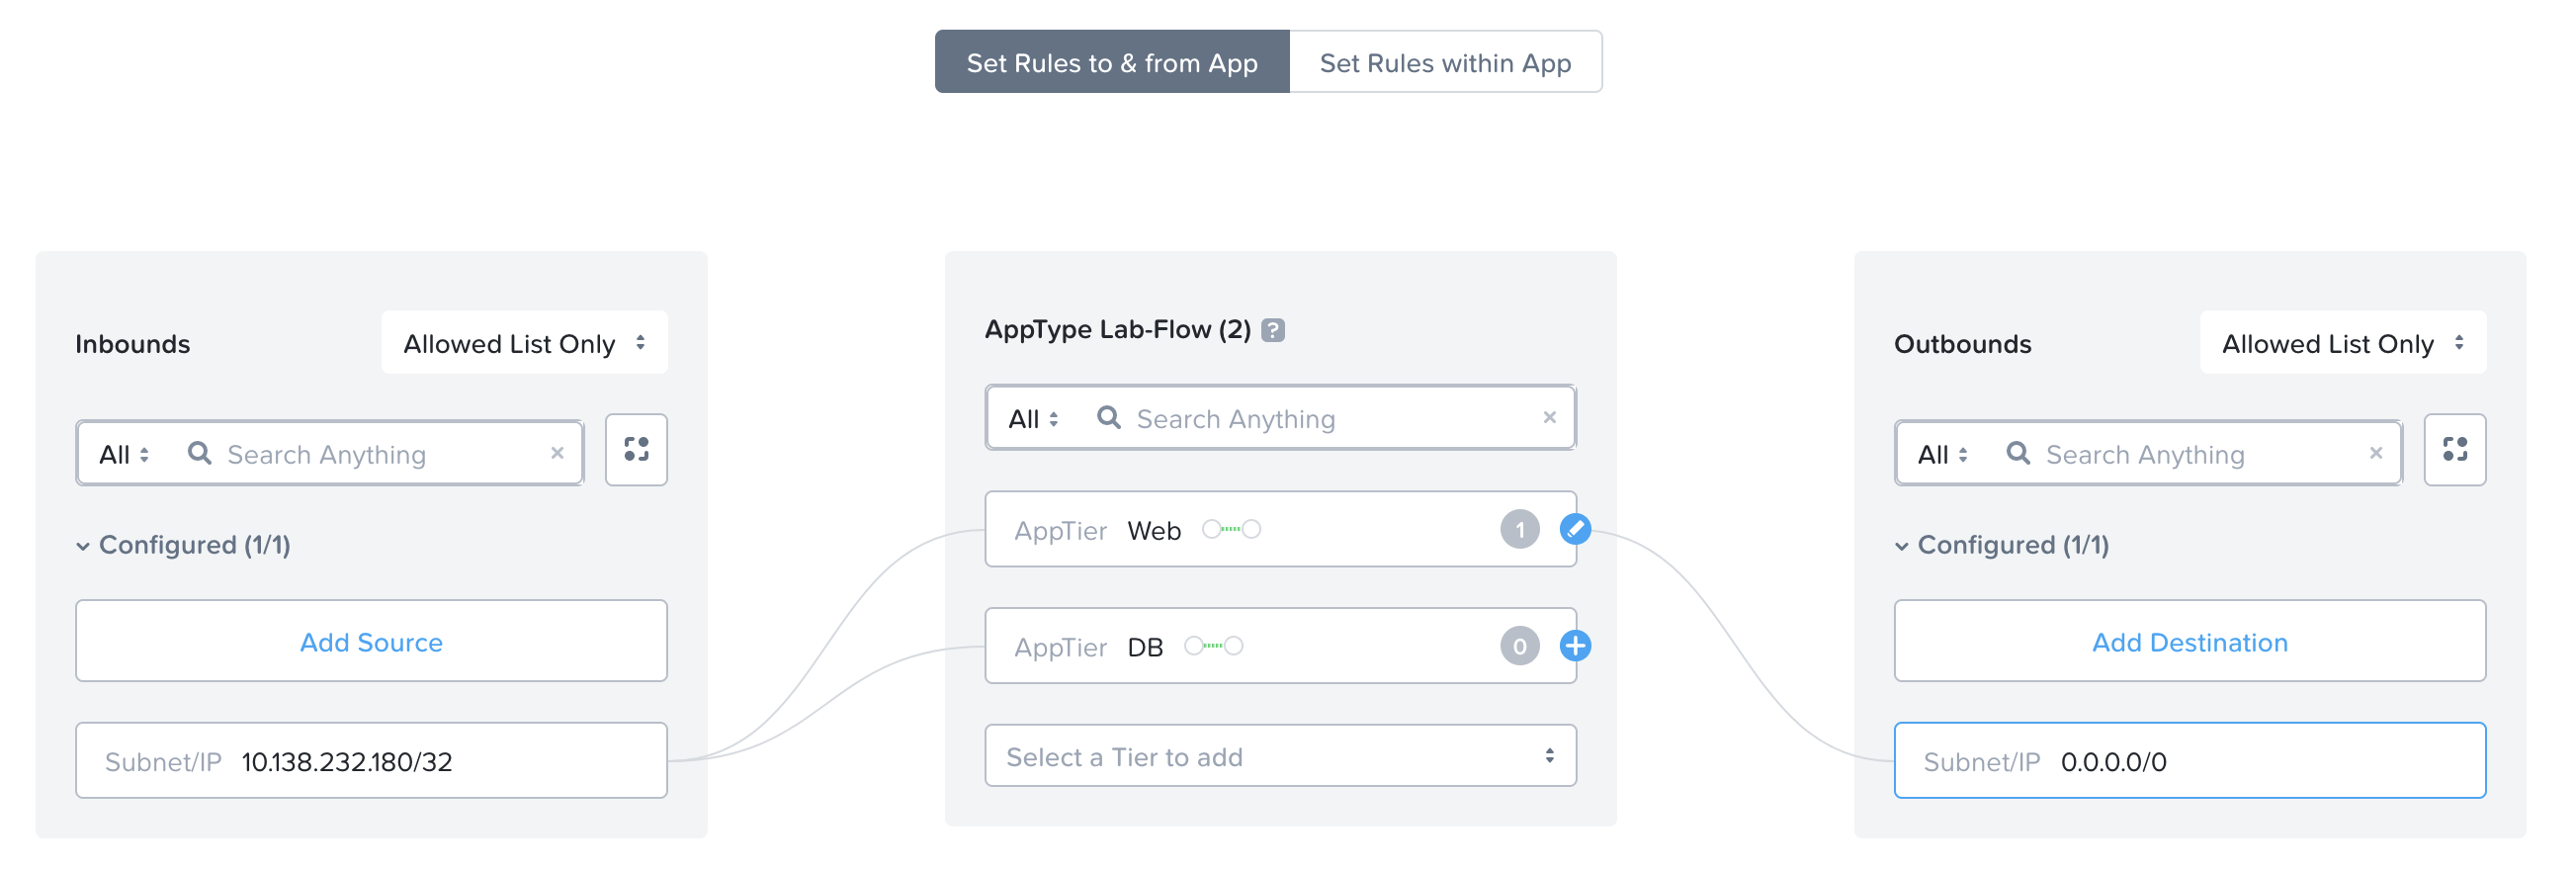 Set Rules to & from App
Set Rules within App
Inbounds
Allowed List Only
All
Search Anything
Configured (1/1)
Add Source
Subnet/IP 10.138.232.180/32
AppType Lab-Flow (2) ?
All
Search Anything
AppTier Web
1
AppTier DB
0
Select a Tier to add
Outbounds
Allowed List Only
All
Search Anything
Configured (1/1)
Add Destination
Subnet/IP 0.0.0.0/0